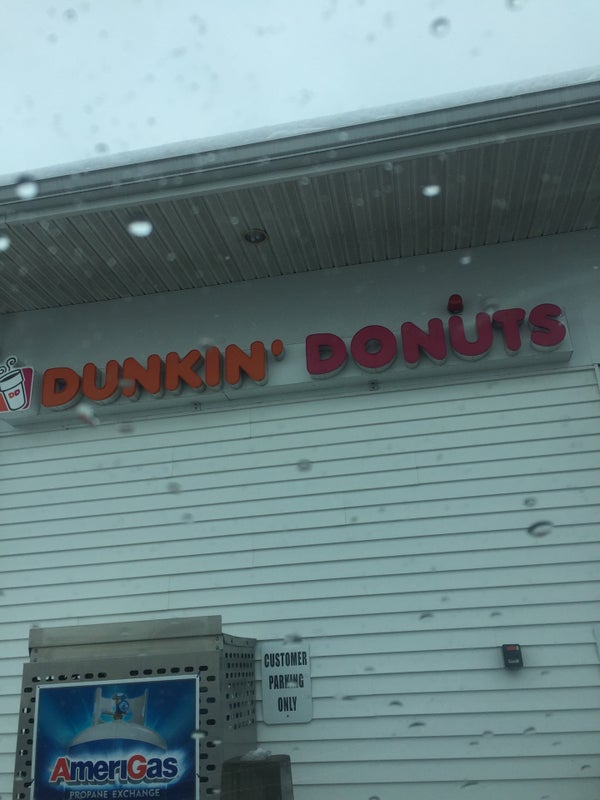 DUNKIN' DONUTS
DD
CUSTOMER
PARKING
ONLY
AmeriGas
PROPANE EXCHANGE